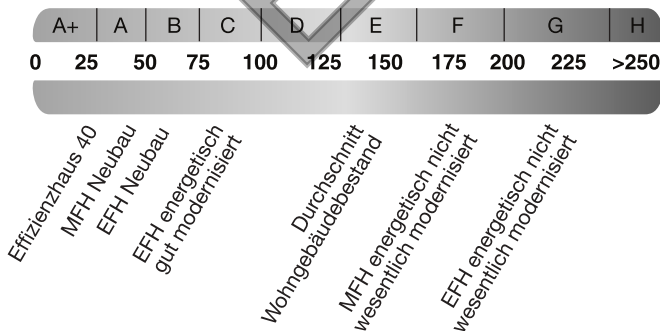 A+ A B C D E F G H
0 25 50 75 100 125 150 175 200 225 >250
Effizienzhaus 40
MFH Neubau
EFH Neubau
EFH energetisch
gut modernisiert
Durchschnitt
Wohngebäudebestand
MFH energetisch nicht
wesentlich modernisiert
EFH energetisch nicht
wesentlich modernisiert